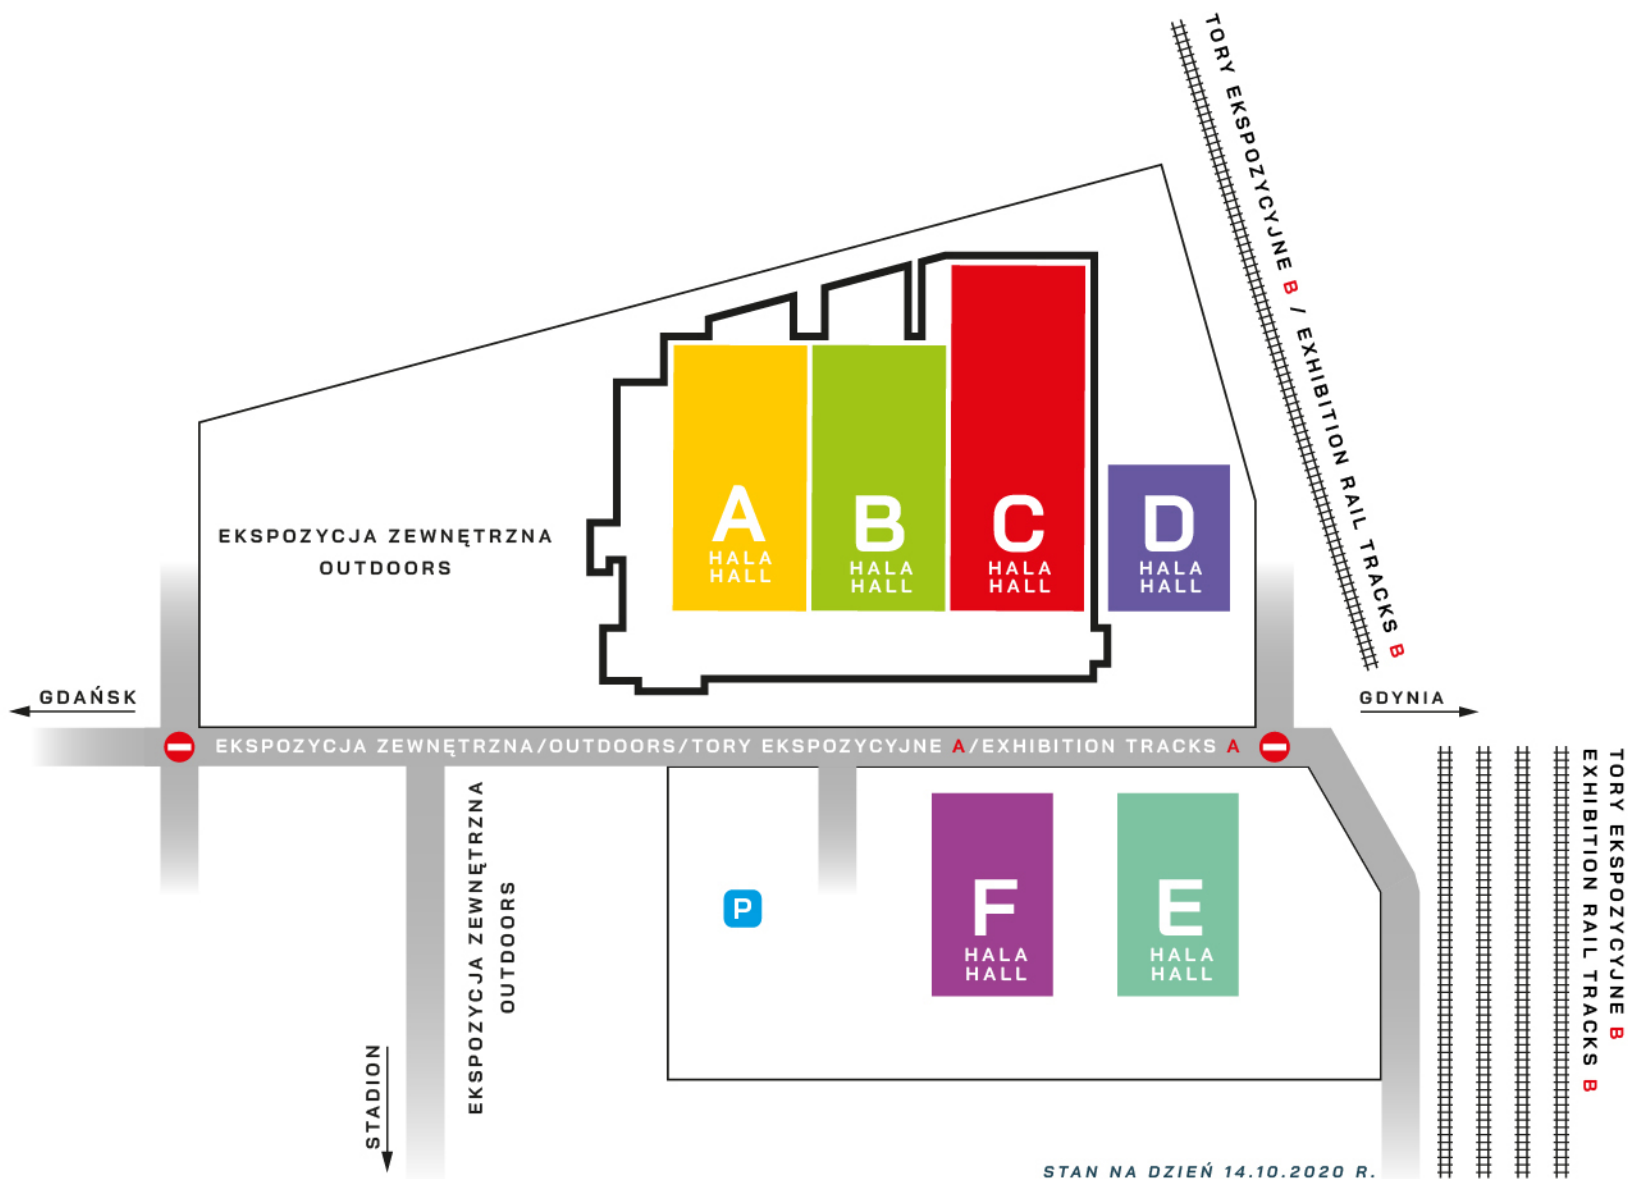 TORY EKSPOZYCYJNE B / EXHIBITION RAIL TRACKS B
A
HALA
HALL
B
HALA
HALL
C
HALA
HALL
D
HALA
HALL
EKSPOZYCJA ZEWNĘTRZNA
OUTDOORS
GDAŃSK
GDYNIA
EKSPOZYCJA ZEWNĘTRZNA/OUTDOORS/TORY EKSPOZYCYJNE A/EXHIBITION TRACKS A
TORY EKSPOZYCYJNE B
EXHIBITION RAIL TRACKS B
EKSPOZYCJA ZEWNĘTRZNA
OUTDOORS
P
F
HALA
HALL
E
HALA
HALL
STADION
STAN NA DZIEŃ 14.10.2020 R.